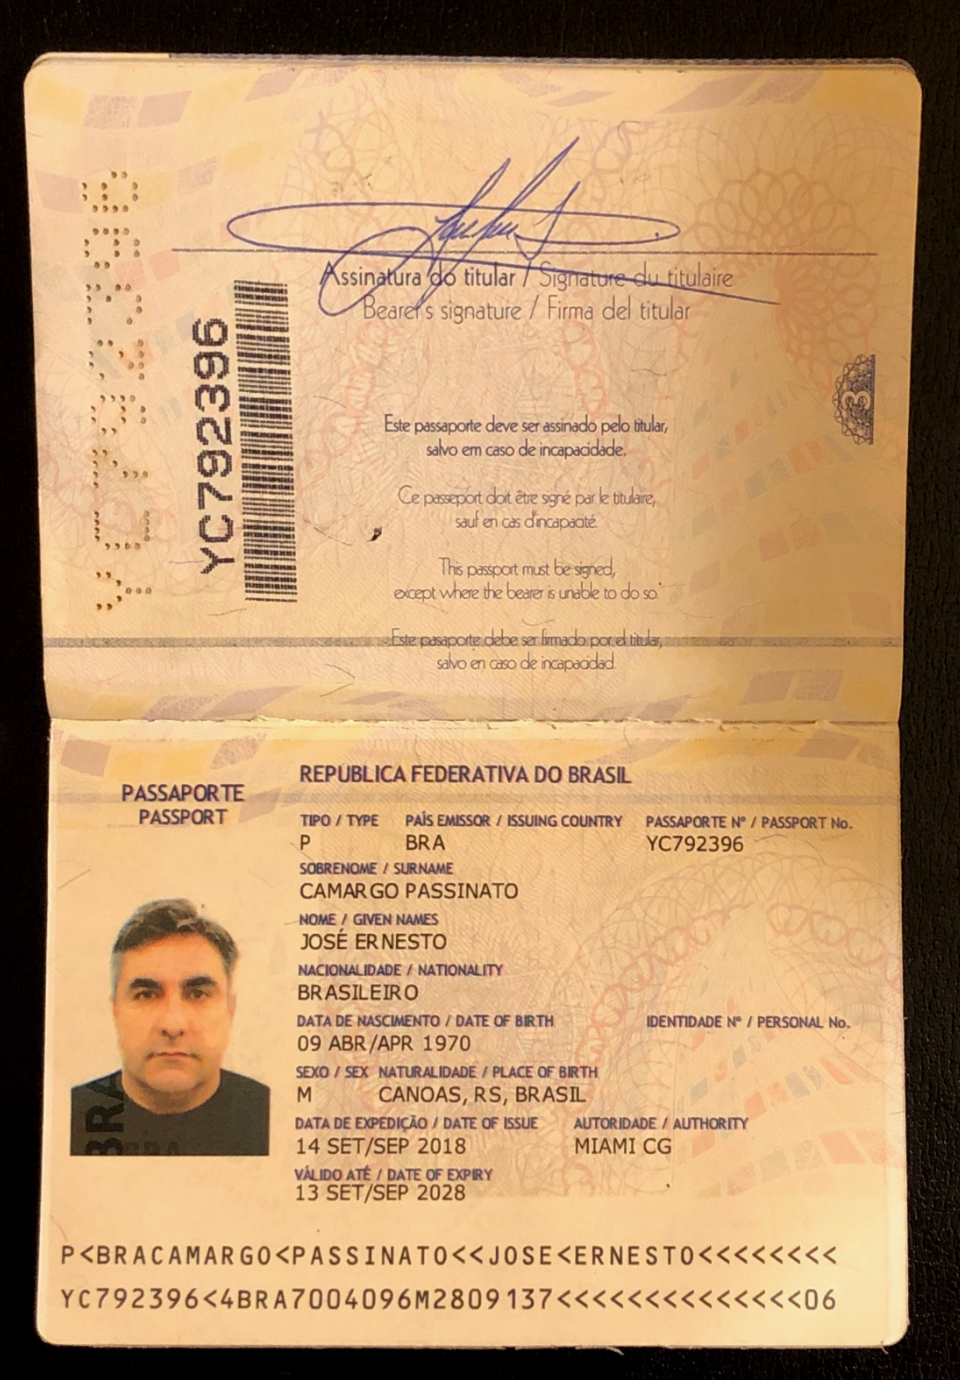 Assinatura do titular / Signature du titulaire
Bearer's signature / Firma del titular
YC792396
YC792396
Este passaporte deve ser assinado pelo titular,
salvo em caso de incapacidade.
Ce passeport doit être signé par le titulaire,
sauf en cas d'incapacité.
This passport must be signed,
except where the bearer is unable to do so.
Este pasaporte debe ser firmado por el titular,
salvo en caso de incapacidad.
3
PASSAPORTE
PASSPORT
REPUBLICA FEDERATIVA DO BRASIL
TIPO / TYPE PAÍS EMISSOR / ISSUING COUNTRY PASSAPORTE Nº / PASSPORT No.
P BRA YC792396
SOBRENOME / SURNAME
CAMARGO PASSINATO
NOME / GIVEN NAMES
JOSÉ ERNESTO
NACIONALIDADE / NATIONALITY
BRASILEIRO
DATA DE NASCIMENTO / DATE OF BIRTH IDENTIDADE Nº / PERSONAL No.
09 ABR/APR 1970
SEXO / SEX NATURALIDADE / PLACE OF BIRTH
M CANOAS, RS, BRASIL
DATA DE EXPEDIÇÃO / DATE OF ISSUE AUTORIDADE / AUTHORITY
14 SET/SEP 2018 MIAMI CG
VÁLIDO ATÉ / DATE OF EXPIRY
13 SET/SEP 2028
BRA
BRA
P<BRACAMARGO<PASSINATO<<JOSE<ERNESTO<<<<<<<<
YC792396<4BRA7004096M2809137<<<<<<<<<<<<<<06